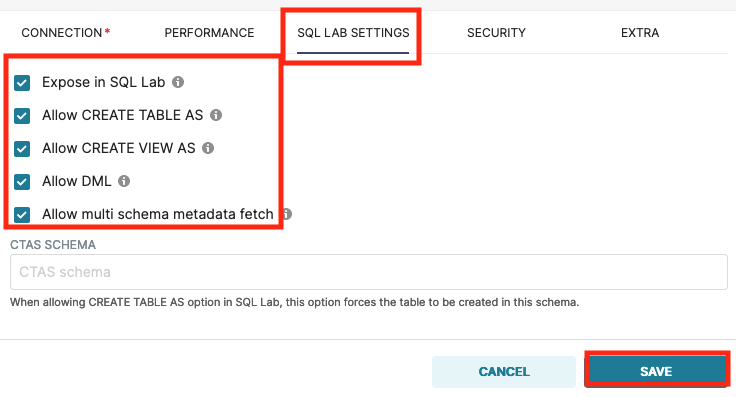 CONNECTION* PERFORMANCE SQL LAB SETTINGS SECURITY EXTRA
Expose in SQL Lab
Allow CREATE TABLE AS
Allow CREATE VIEW AS
Allow DML
Allow multi schema metadata fetch
CTAS SCHEMA
CTAS schema
When allowing CREATE TABLE AS option in SQL Lab, this option forces the table to be created in this schema.
CANCEL SAVE